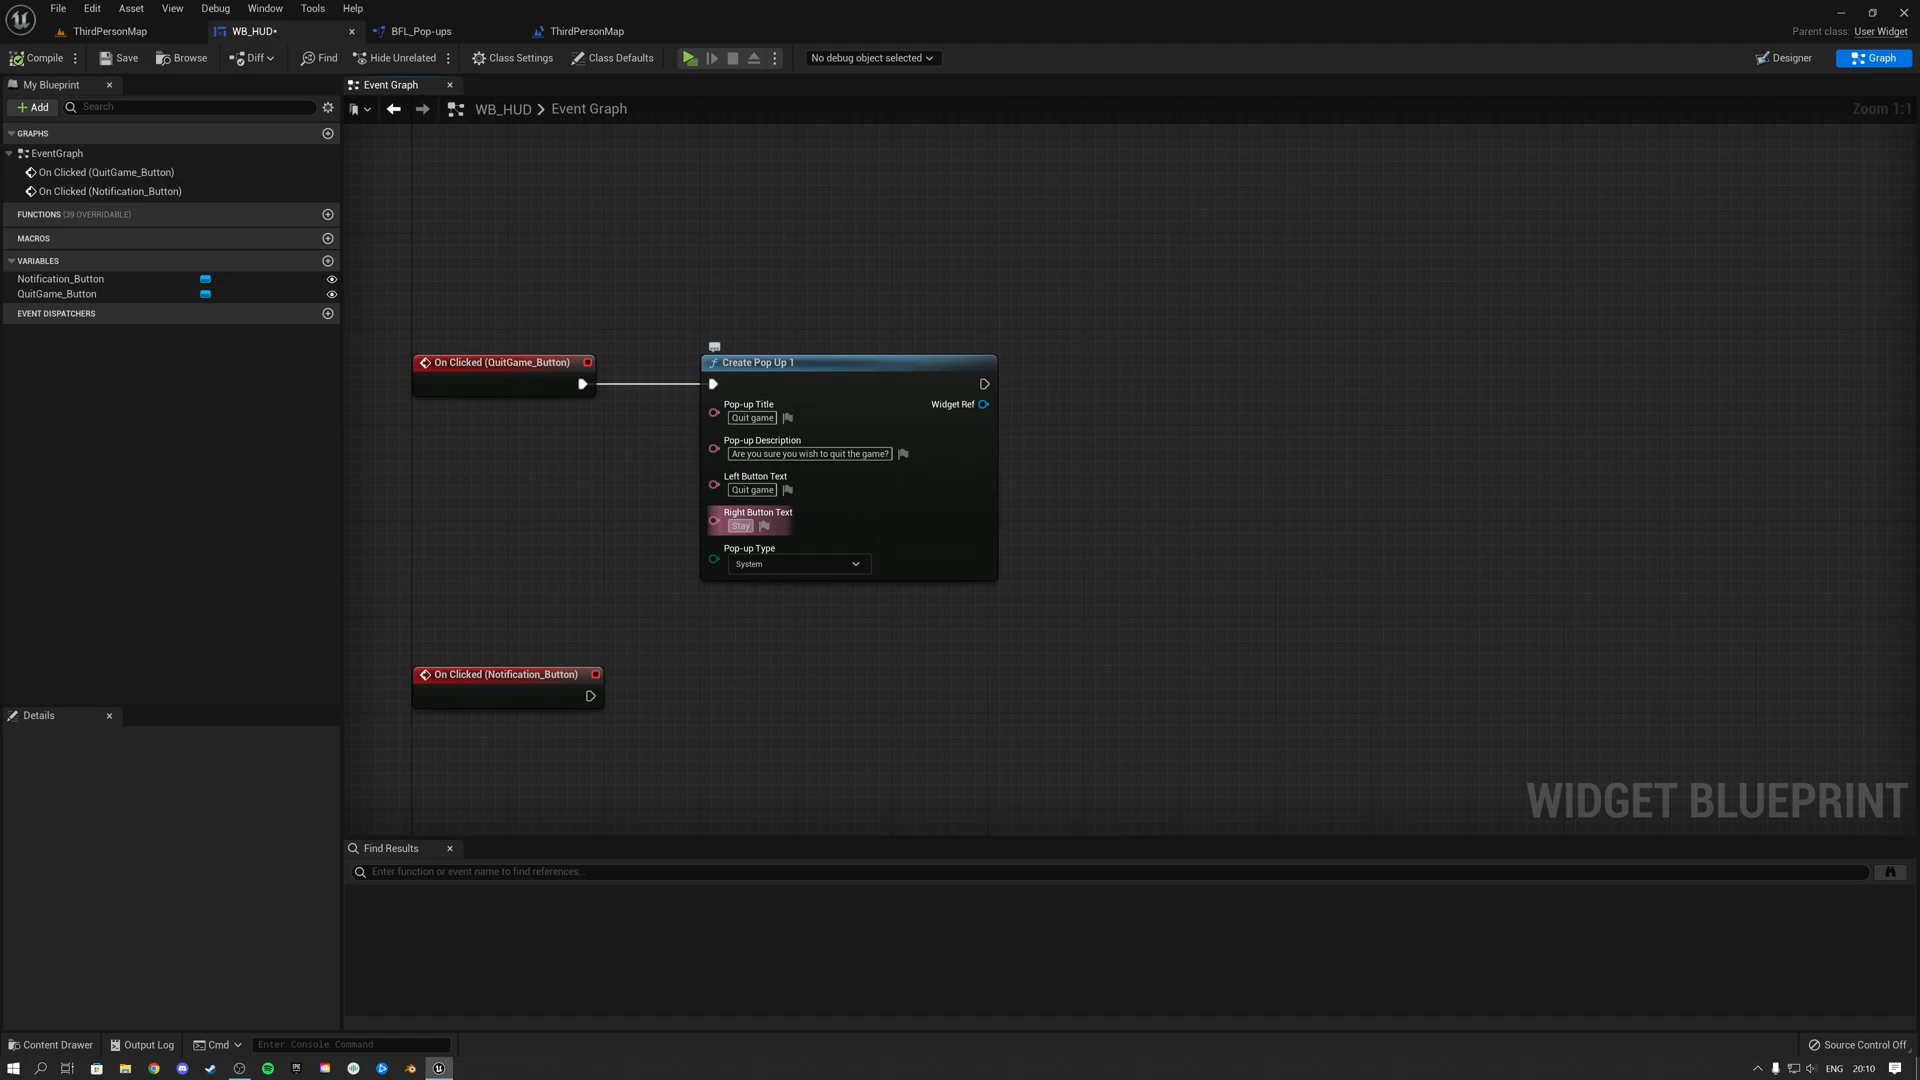 File Edit Asset View Debug Window Tools Help
ThirdPersonMap WB_HUD• BFL_Pop-ups ThirdPersonMap
Parent class: User Widget
Compile Save Browse Diff Find Hide Unrelated Class Settings Class Defaults No debug object selected Designer Graph
My Blueprint Event Graph
Add Search
WB_HUD > Event Graph Zoom 1:1
GRAPHS
EventGraph
On Clicked (QuitGame_Button)
On Clicked (Notification_Button)
FUNCTIONS (39 OVERRIDABLE)
MACROS
VARIABLES
Notification_Button
QuitGame_Button
EVENT DISPATCHERS
On Clicked (QuitGame_Button) Create Pop Up 1
Pop-up Title Widget Ref
Quit game
Pop-up Description
Are you sure you wish to quit the game?
Left Button Text
Quit game
Right Button Text
Stay
Pop-up Type
System
On Clicked (Notification_Button)
Details
WIDGET BLUEPRINT
Find Results
Enter function or event name to find references...
Content Drawer Output Log Cmd Enter Console Command Source Control Off
ENG 20:10